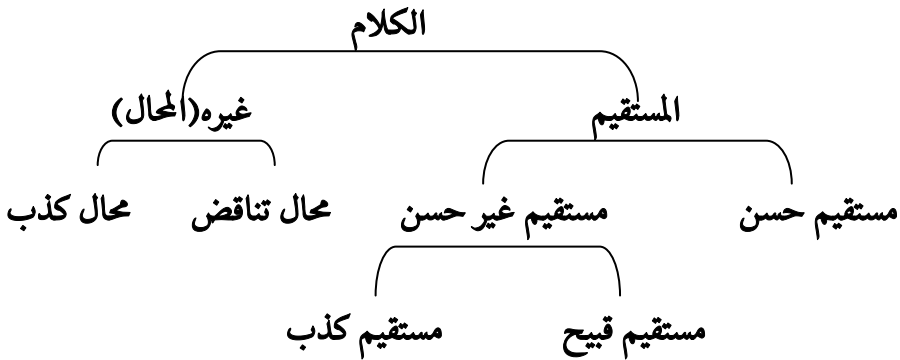 الكلام
المستقيم غيره(المحال)
مستقيم حسن مستقيم غير حسن محال تناقض محال كذب
مستقيم قبيح مستقيم كذب